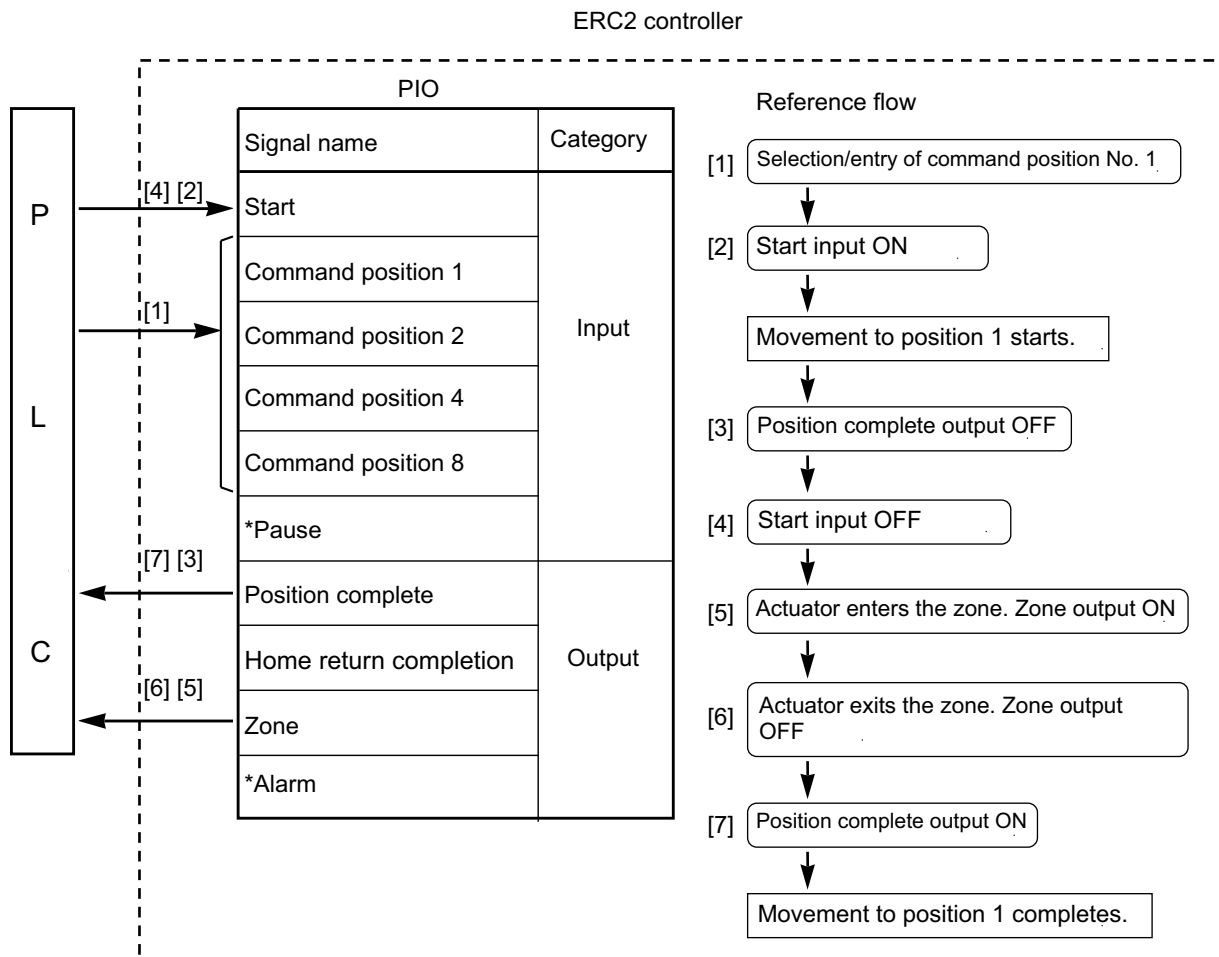 ERC2 controller
PIO
Signal name
Category
Start
Command position 1
Command position 2
Command position 4
Command position 8
*Pause
Input
Position complete
Home return completion
Zone
*Alarm
Output
P
L
C
[4] [2]
[1]
[7] [3]
[6] [5]
Reference flow
[1] Selection/entry of command position No. 1
[2] Start input ON
Movement to position 1 starts.
[3] Position complete output OFF
[4] Start input OFF
[5] Actuator enters the zone. Zone output ON
[6] Actuator exits the zone. Zone output
OFF
[7] Position complete output ON
Movement to position 1 completes.